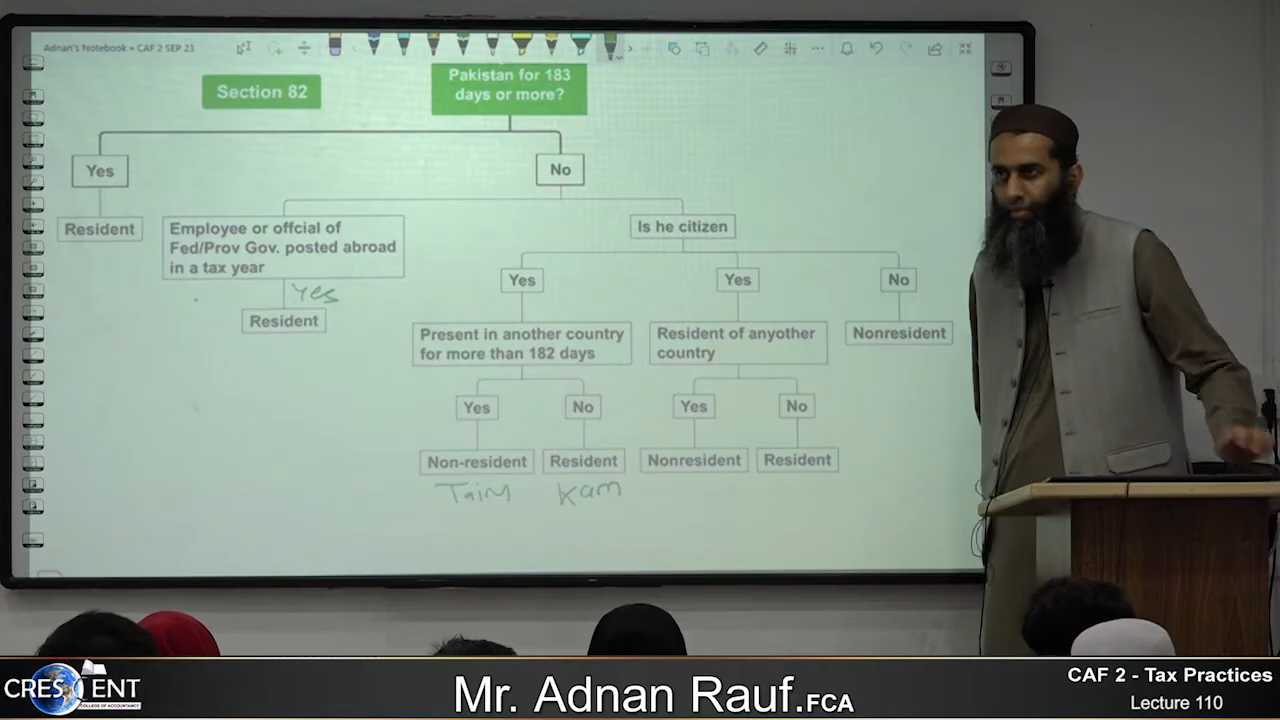 Adnan's Notebook » CAF 2 SEP 23
Section 82
Pakistan for 183
days or more?
Yes
No
Resident
Employee or offcial of
Fed/Prov Gov. posted abroad
in a tax year
Yes
Resident
Is he citizen
Yes
Yes
No
Present in another country
for more than 182 days
Resident of anyother
country
Nonresident
Yes
No
Yes
No
Non-resident
Resident
Nonresident
Resident
Taim
Kam
CRESCENT
COLLEGE OF ACCOUNTANCY
Mr. Adnan Rauf.FCA
CAF 2 - Tax Practices
Lecture 110